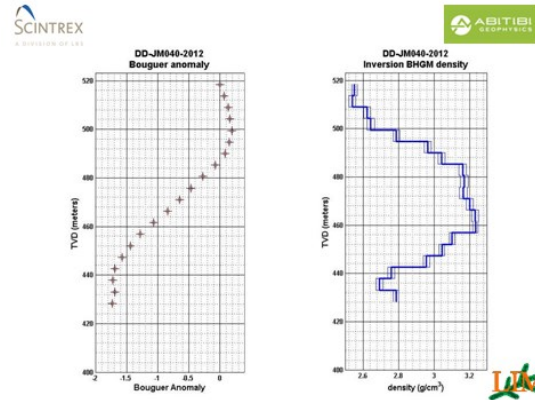 SCINTREX
A DIVISION OF LRS
ABITIBI
GEOPHYSICS
DD-JM040-2012
Bouguer anomaly
520
500
480
460
440
420
400
TVD (meters)
-2
-1.5
-1
-0.5
0
Bouguer Anomaly
DD-JM040-2012
Inversion BHGM density
520
500
480
460
440
420
400
TVD (meters)
2.6
2.8
3
3.2
density (g/cm³)
LIM